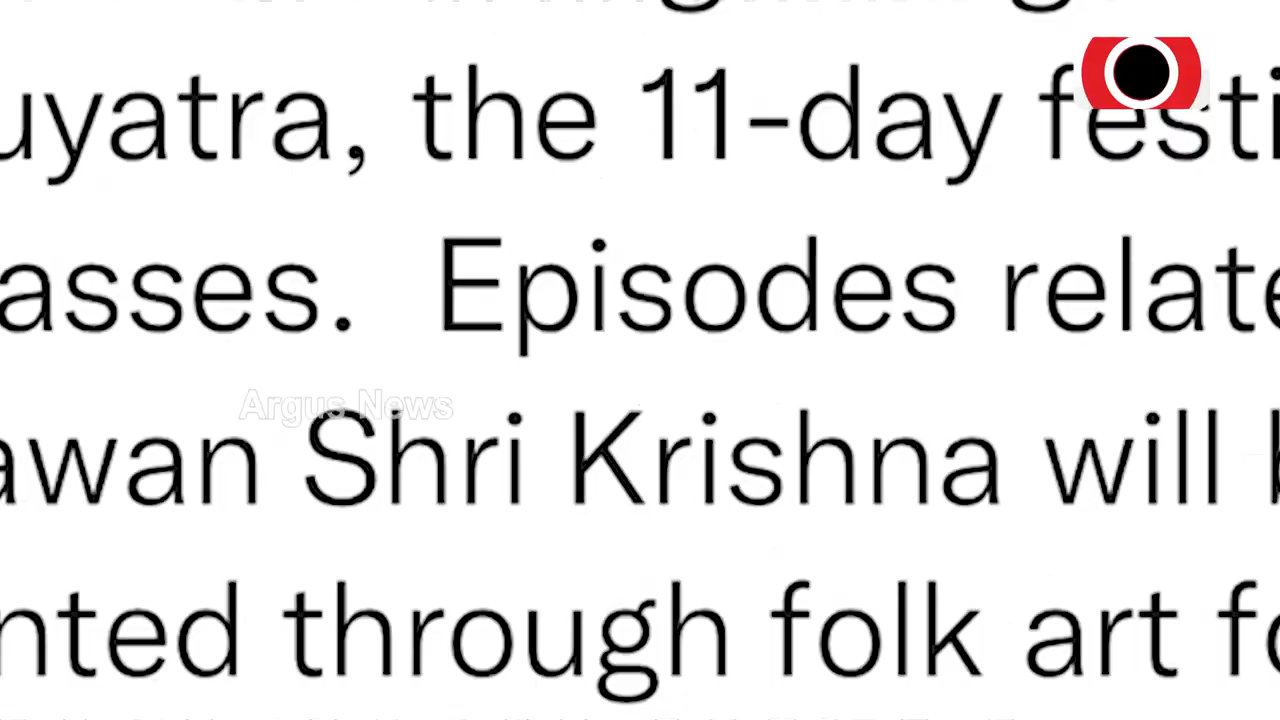 uyatra, the 11-day festi
asses. Episodes relate
Argus News
awan Shri Krishna will b
nted through folk art fo